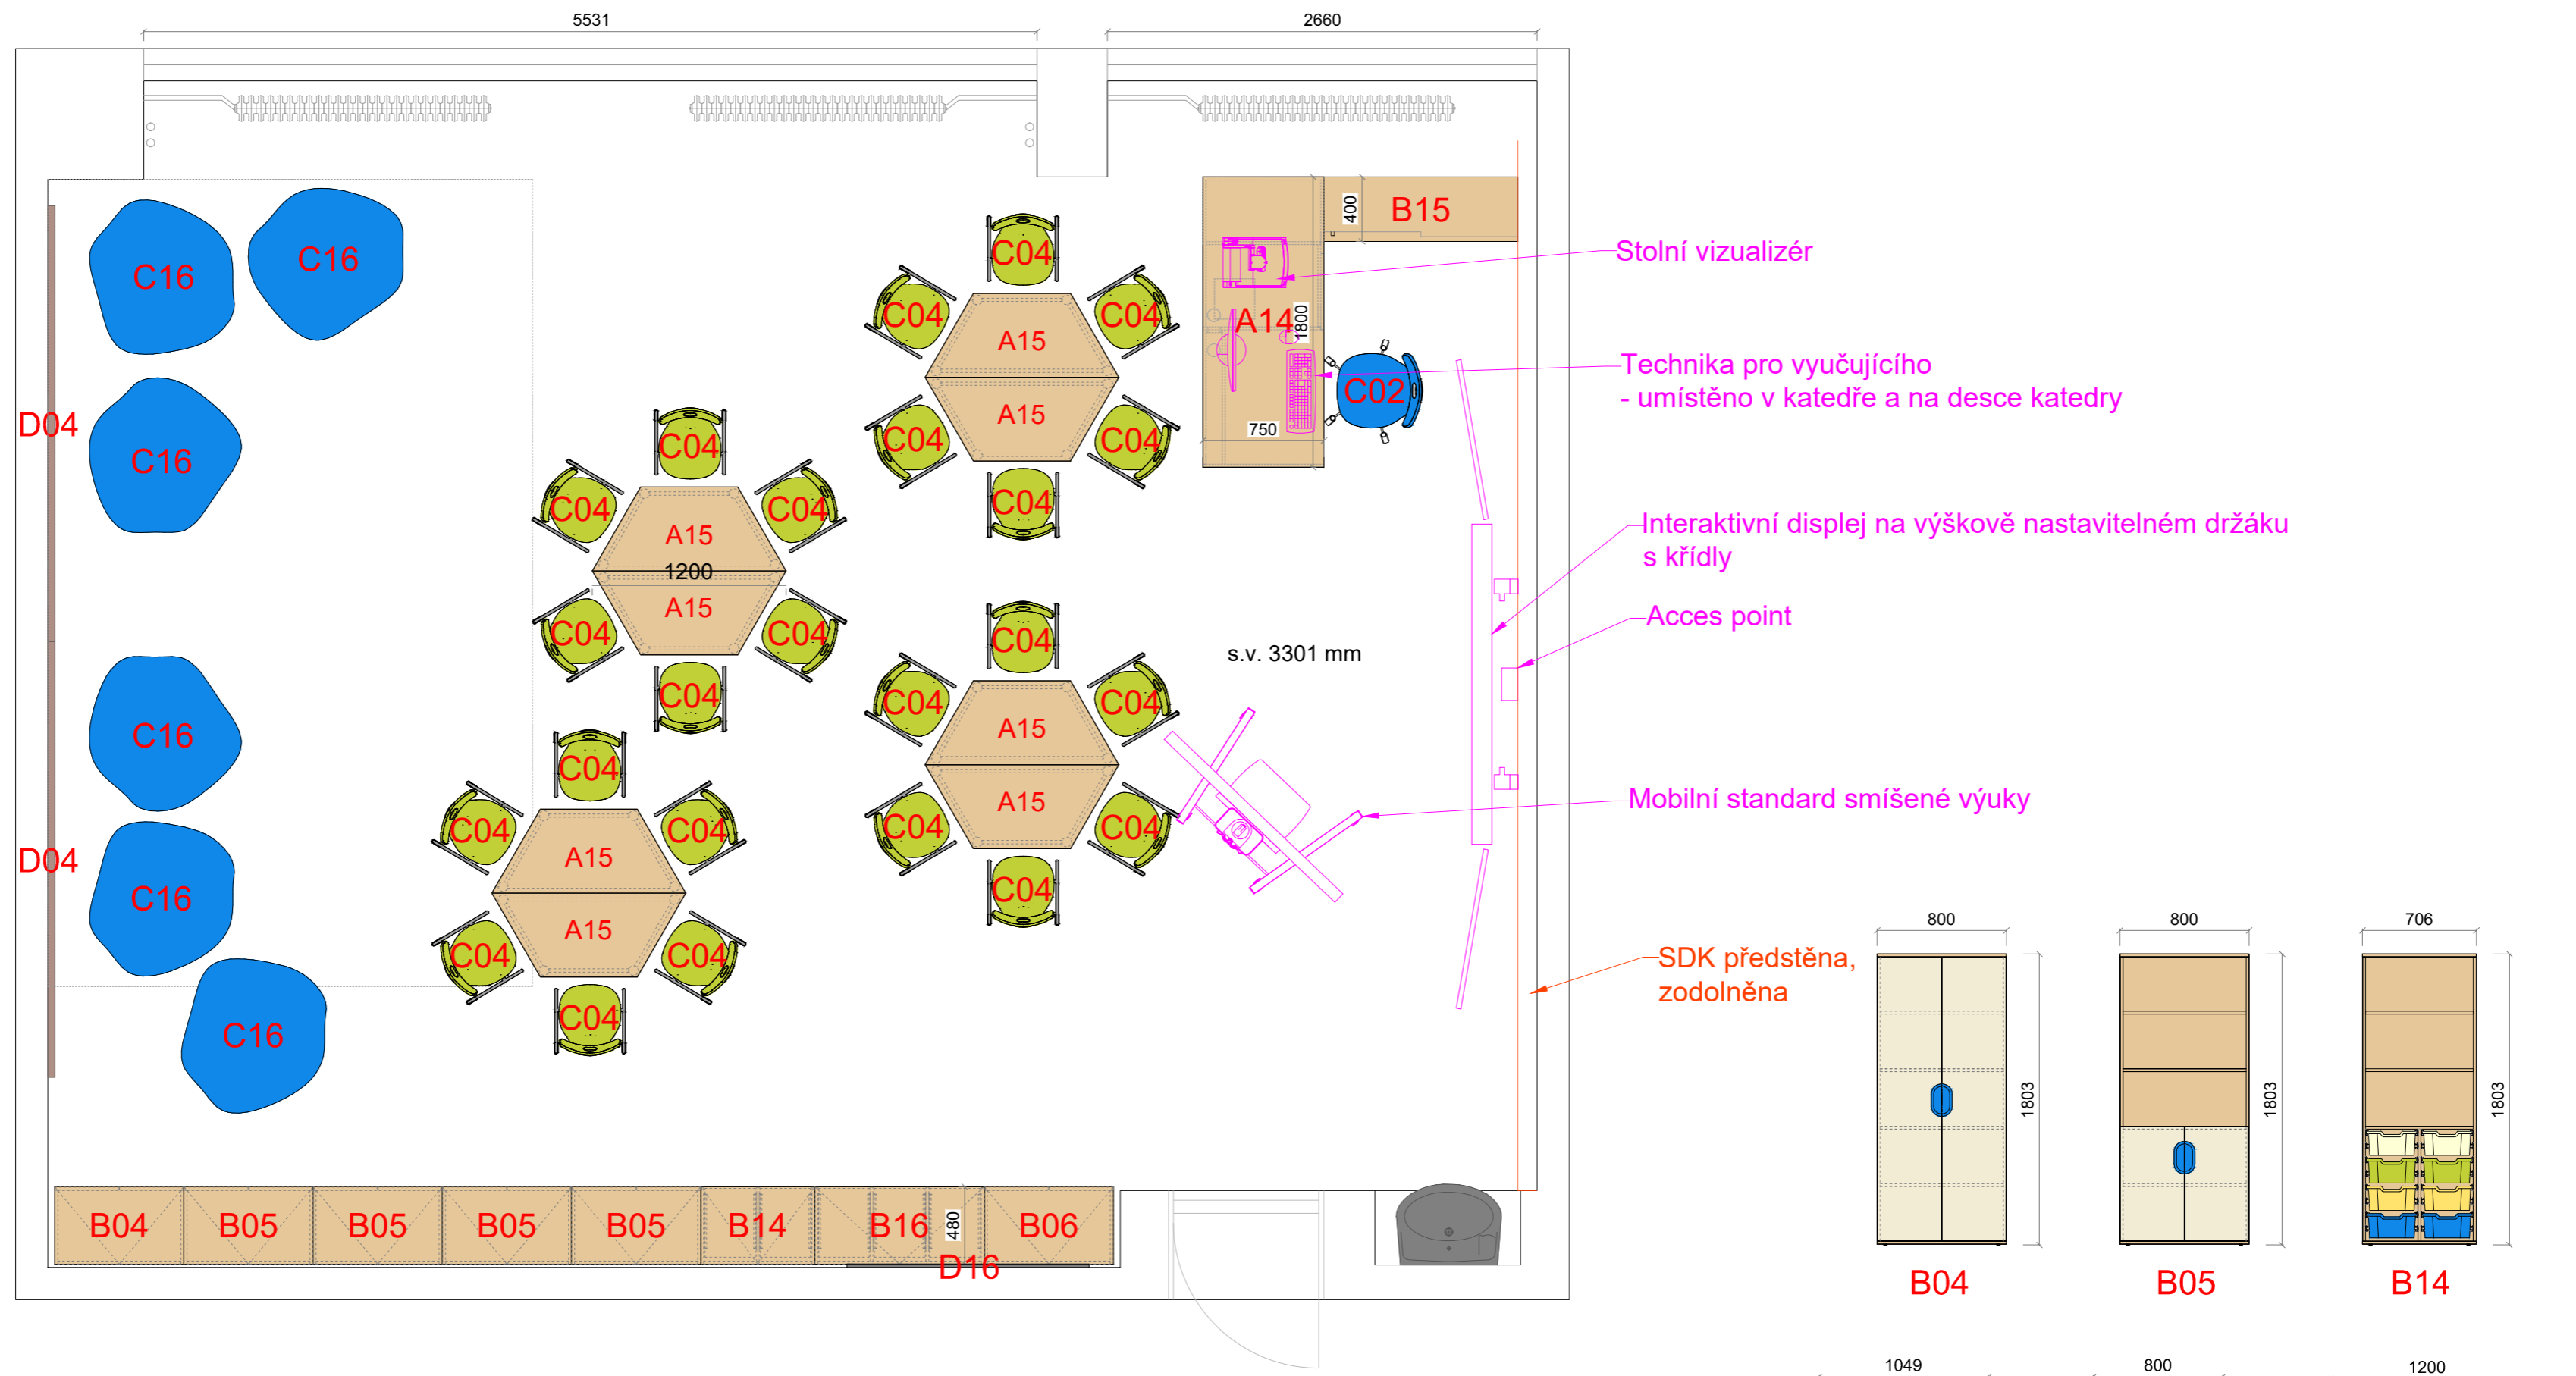 5531
2660
C16
C16
C16
C16
C16
C16
D04
D04
C04
C04
C04
A15
A15
C04
C04
C04
C04
C04
C04
A15
1200
A15
C04
C04
C04
C04
C04
C04
A15
A15
C04
C04
C04
C04
C04
C04
A15
A15
C04
C04
C04
400
B15
A14
1800
C02
750
Stolní vizualizér
Technika pro vyučujícího
- umístěno v katedře a na desce katedry
Interaktivní displej na výškově nastavitelném držáku
s křídly
Acces point
s.v. 3301 mm
Mobilní standard smíšené výuky
SDK předstěna,
zodolněna
B04
B05
B05
B05
B05
B14
B16
480
B06
D16
800
1803
B04
800
1803
B05
706
1803
B14
1049
800
1200